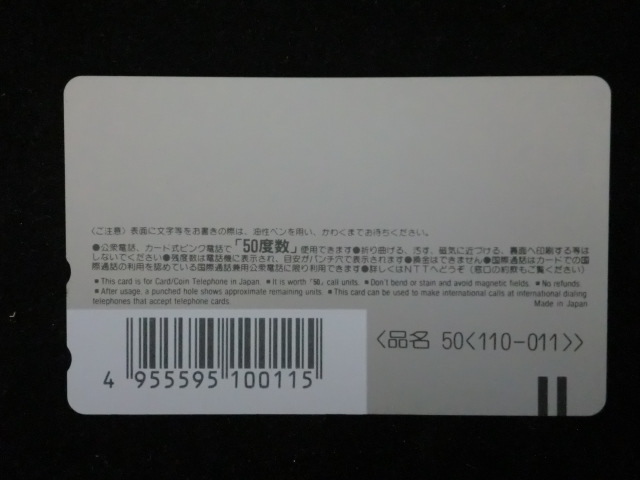 〈ご注意〉表面に文字等をお書きの際は、油性ペンを用い、かわくまでお待ちください。
●公衆電話、カード式ピンク電話で「50度数」使用できます●折り曲げる、汚す、磁気に近づける、裏面へ印刷する等は
しないでください●残度数は電話機に表示され、目安がパンチ穴で表示されます●換金はできません●国際通話はカードでの国
際通話の利用を認めている国際通話兼用公衆電話に限り利用できます●詳しくはNTTへどうぞ（窓口の約款もご覧ください）
■This card is for Card/Coin Telephone in Japan. ■It is worth「50」call units. ■Don't bend or stain and avoid magnetic fields. ■No refunds
■After usage, a punched hole shows approximate remaining units. ■This card can be used to make international calls at international dialing
telephones that accept telephone cards.
Made in Japan
〈品名 50〈110-011〉〉
4 955595 100115